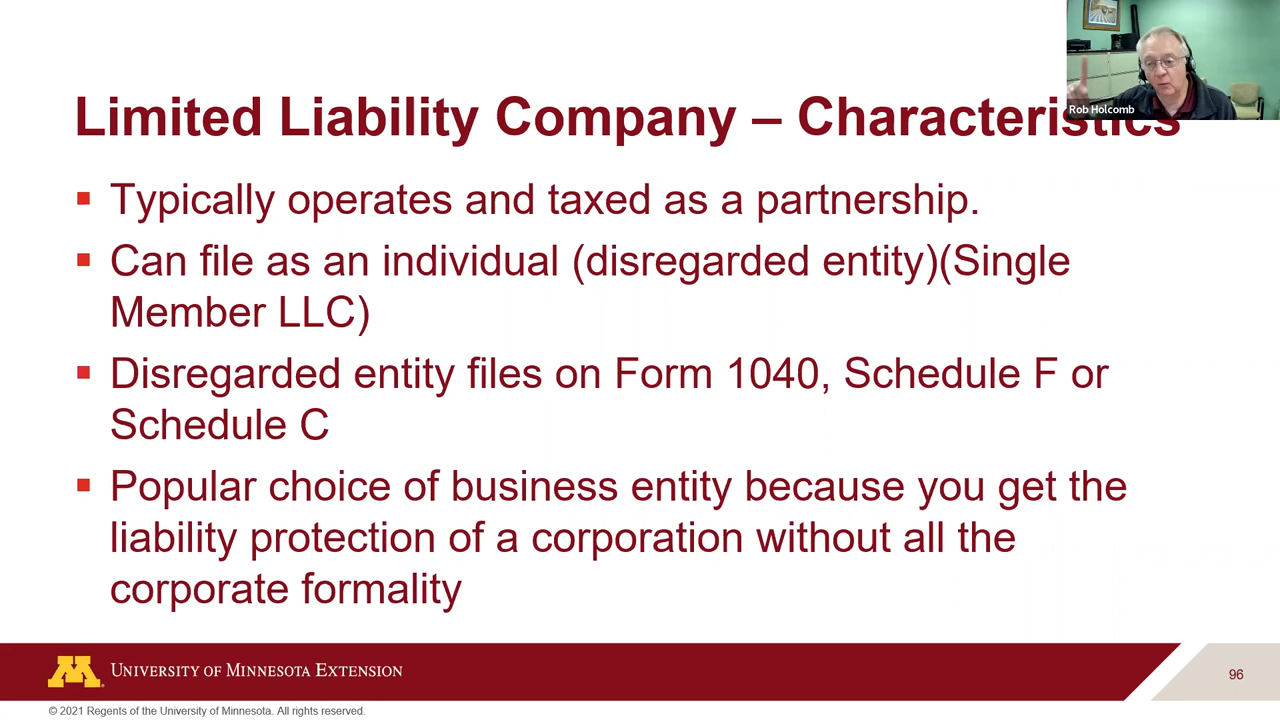 Rob Holcomb
Limited Liability Company – Characteristics
▪ Typically operates and taxed as a partnership.
▪ Can file as an individual (disregarded entity)(Single
Member LLC)
▪ Disregarded entity files on Form 1040, Schedule F or
Schedule C
▪ Popular choice of business entity because you get the
liability protection of a corporation without all the
corporate formality
M
UNIVERSITY OF MINNESOTA EXTENSION
96
© 2021 Regents of the University of Minnesota. All rights reserved.